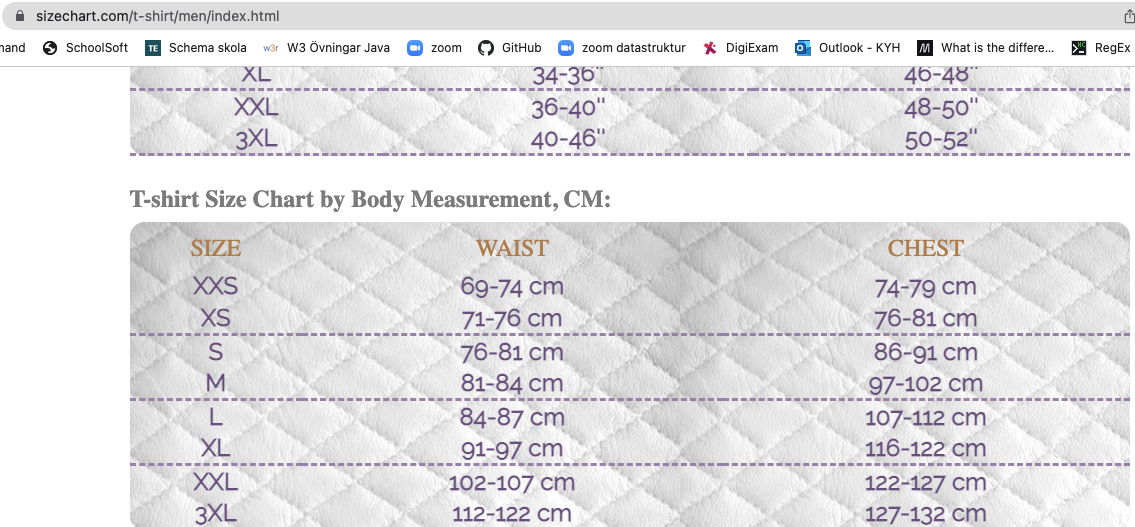 sizechart.com/t-shirt/men/index.html
mand SchoolSoft TE Schema skola w3r W3 Övningar Java zoom GitHub zoom datastruktur DigiExam Outlook - KYH What is the differe... RegEx
XL 34-36" 46-48"
XXL 36-40" 48-50"
3XL 40-46" 50-52"
T-shirt Size Chart by Body Measurement, CM:
SIZE WAIST CHEST
XXS 69-74 cm 74-79 cm
XS 71-76 cm 76-81 cm
S 76-81 cm 86-91 cm
M 81-84 cm 97-102 cm
L 84-87 cm 107-112 cm
XL 91-97 cm 116-122 cm
XXL 102-107 cm 122-127 cm
3XL 112-122 cm 127-132 cm